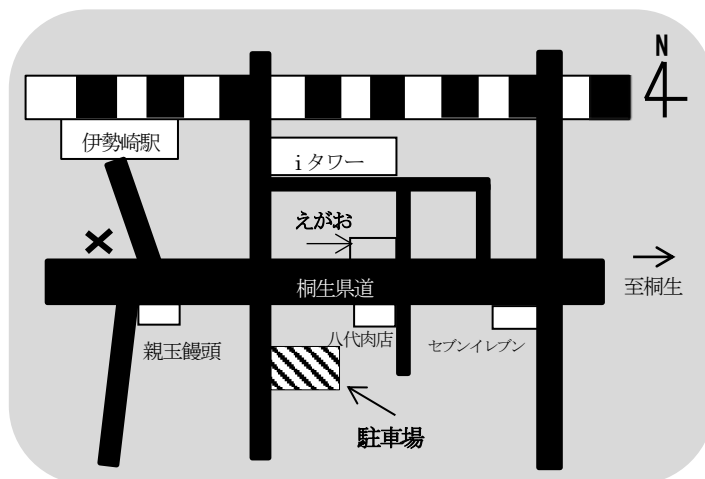 N
伊勢崎駅
iタワー
えがお
桐生県道
至桐生
八代肉店
セブンイレブン
親玉饅頭
駐車場